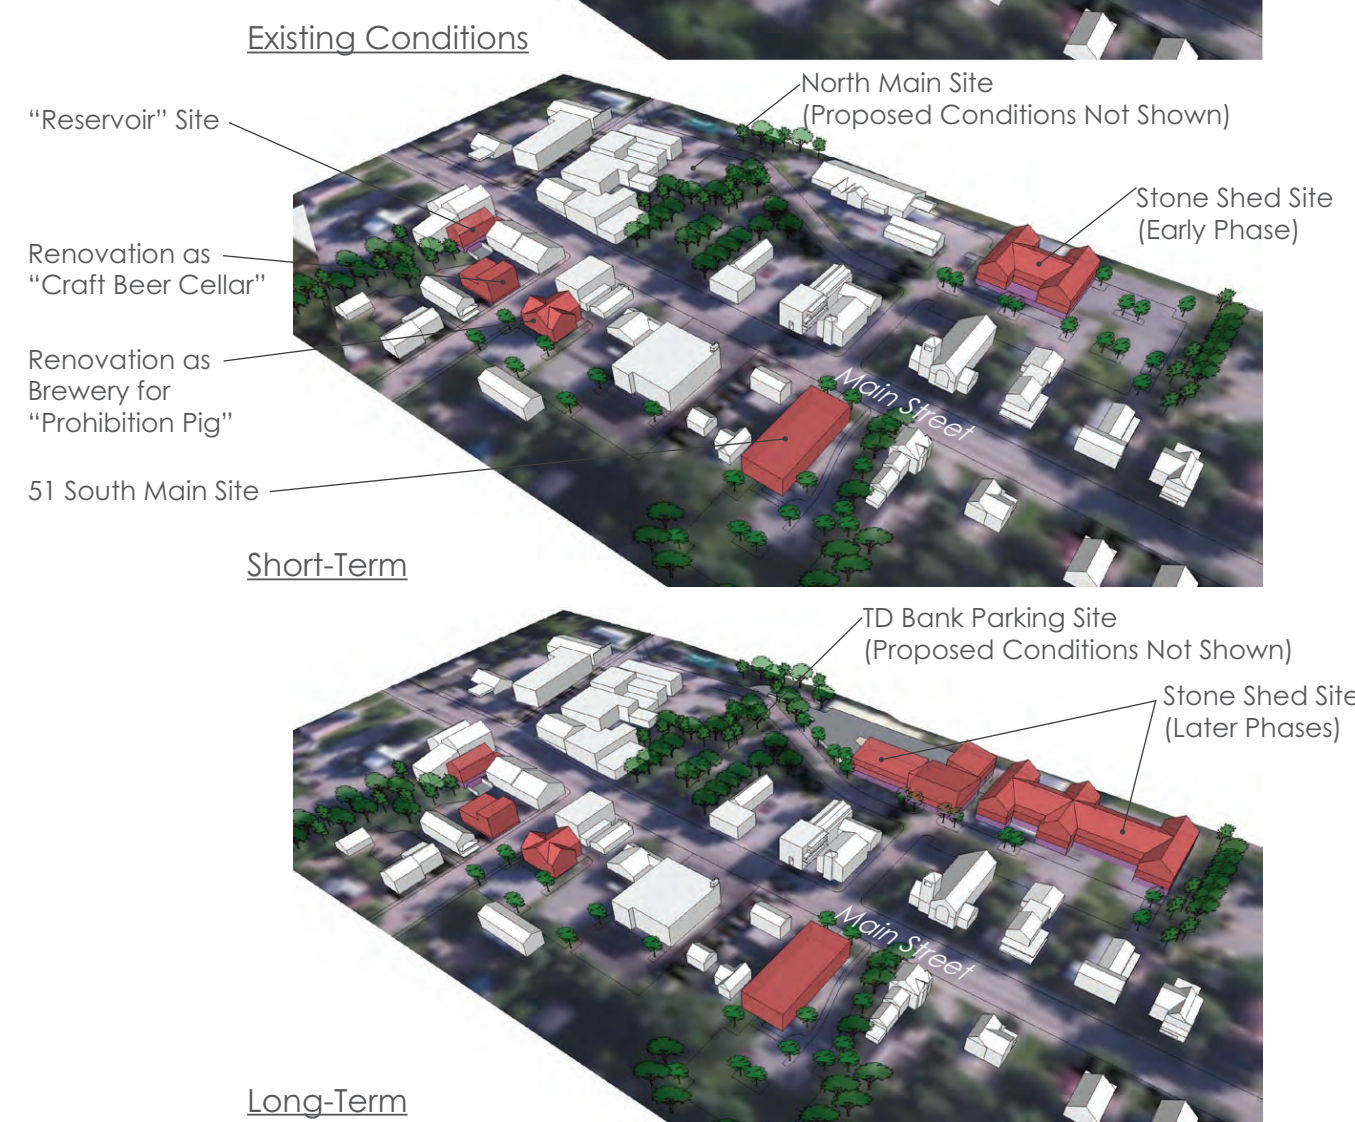 Existing Conditions
North Main Site
(Proposed Conditions Not Shown)
“Reservoir” Site
Stone Shed Site
(Early Phase)
Renovation as
“Craft Beer Cellar”
Renovation as
Brewery for
“Prohibition Pig”
Main Street
51 South Main Site
Short-Term
TD Bank Parking Site
(Proposed Conditions Not Shown)
Stone Shed Site
(Later Phases)
Main Street
Long-Term